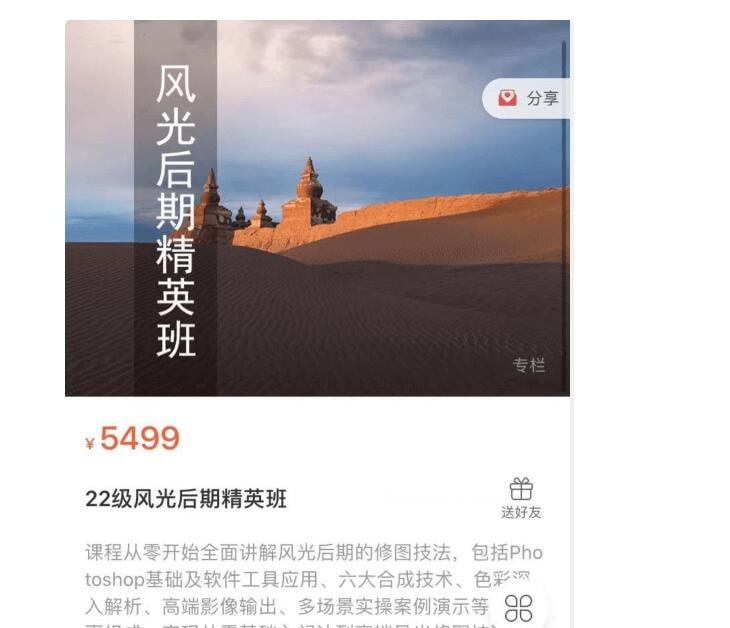 风光后期精英班
分享
专栏
¥5499
22级风光后期精英班
送好友
课程从零开始全面讲解风光后期的修图技法，包括Pho
toshop基础及软件工具应用、六大合成技术、色彩深
入解析、高端影像输出、多场景实操案例演示等